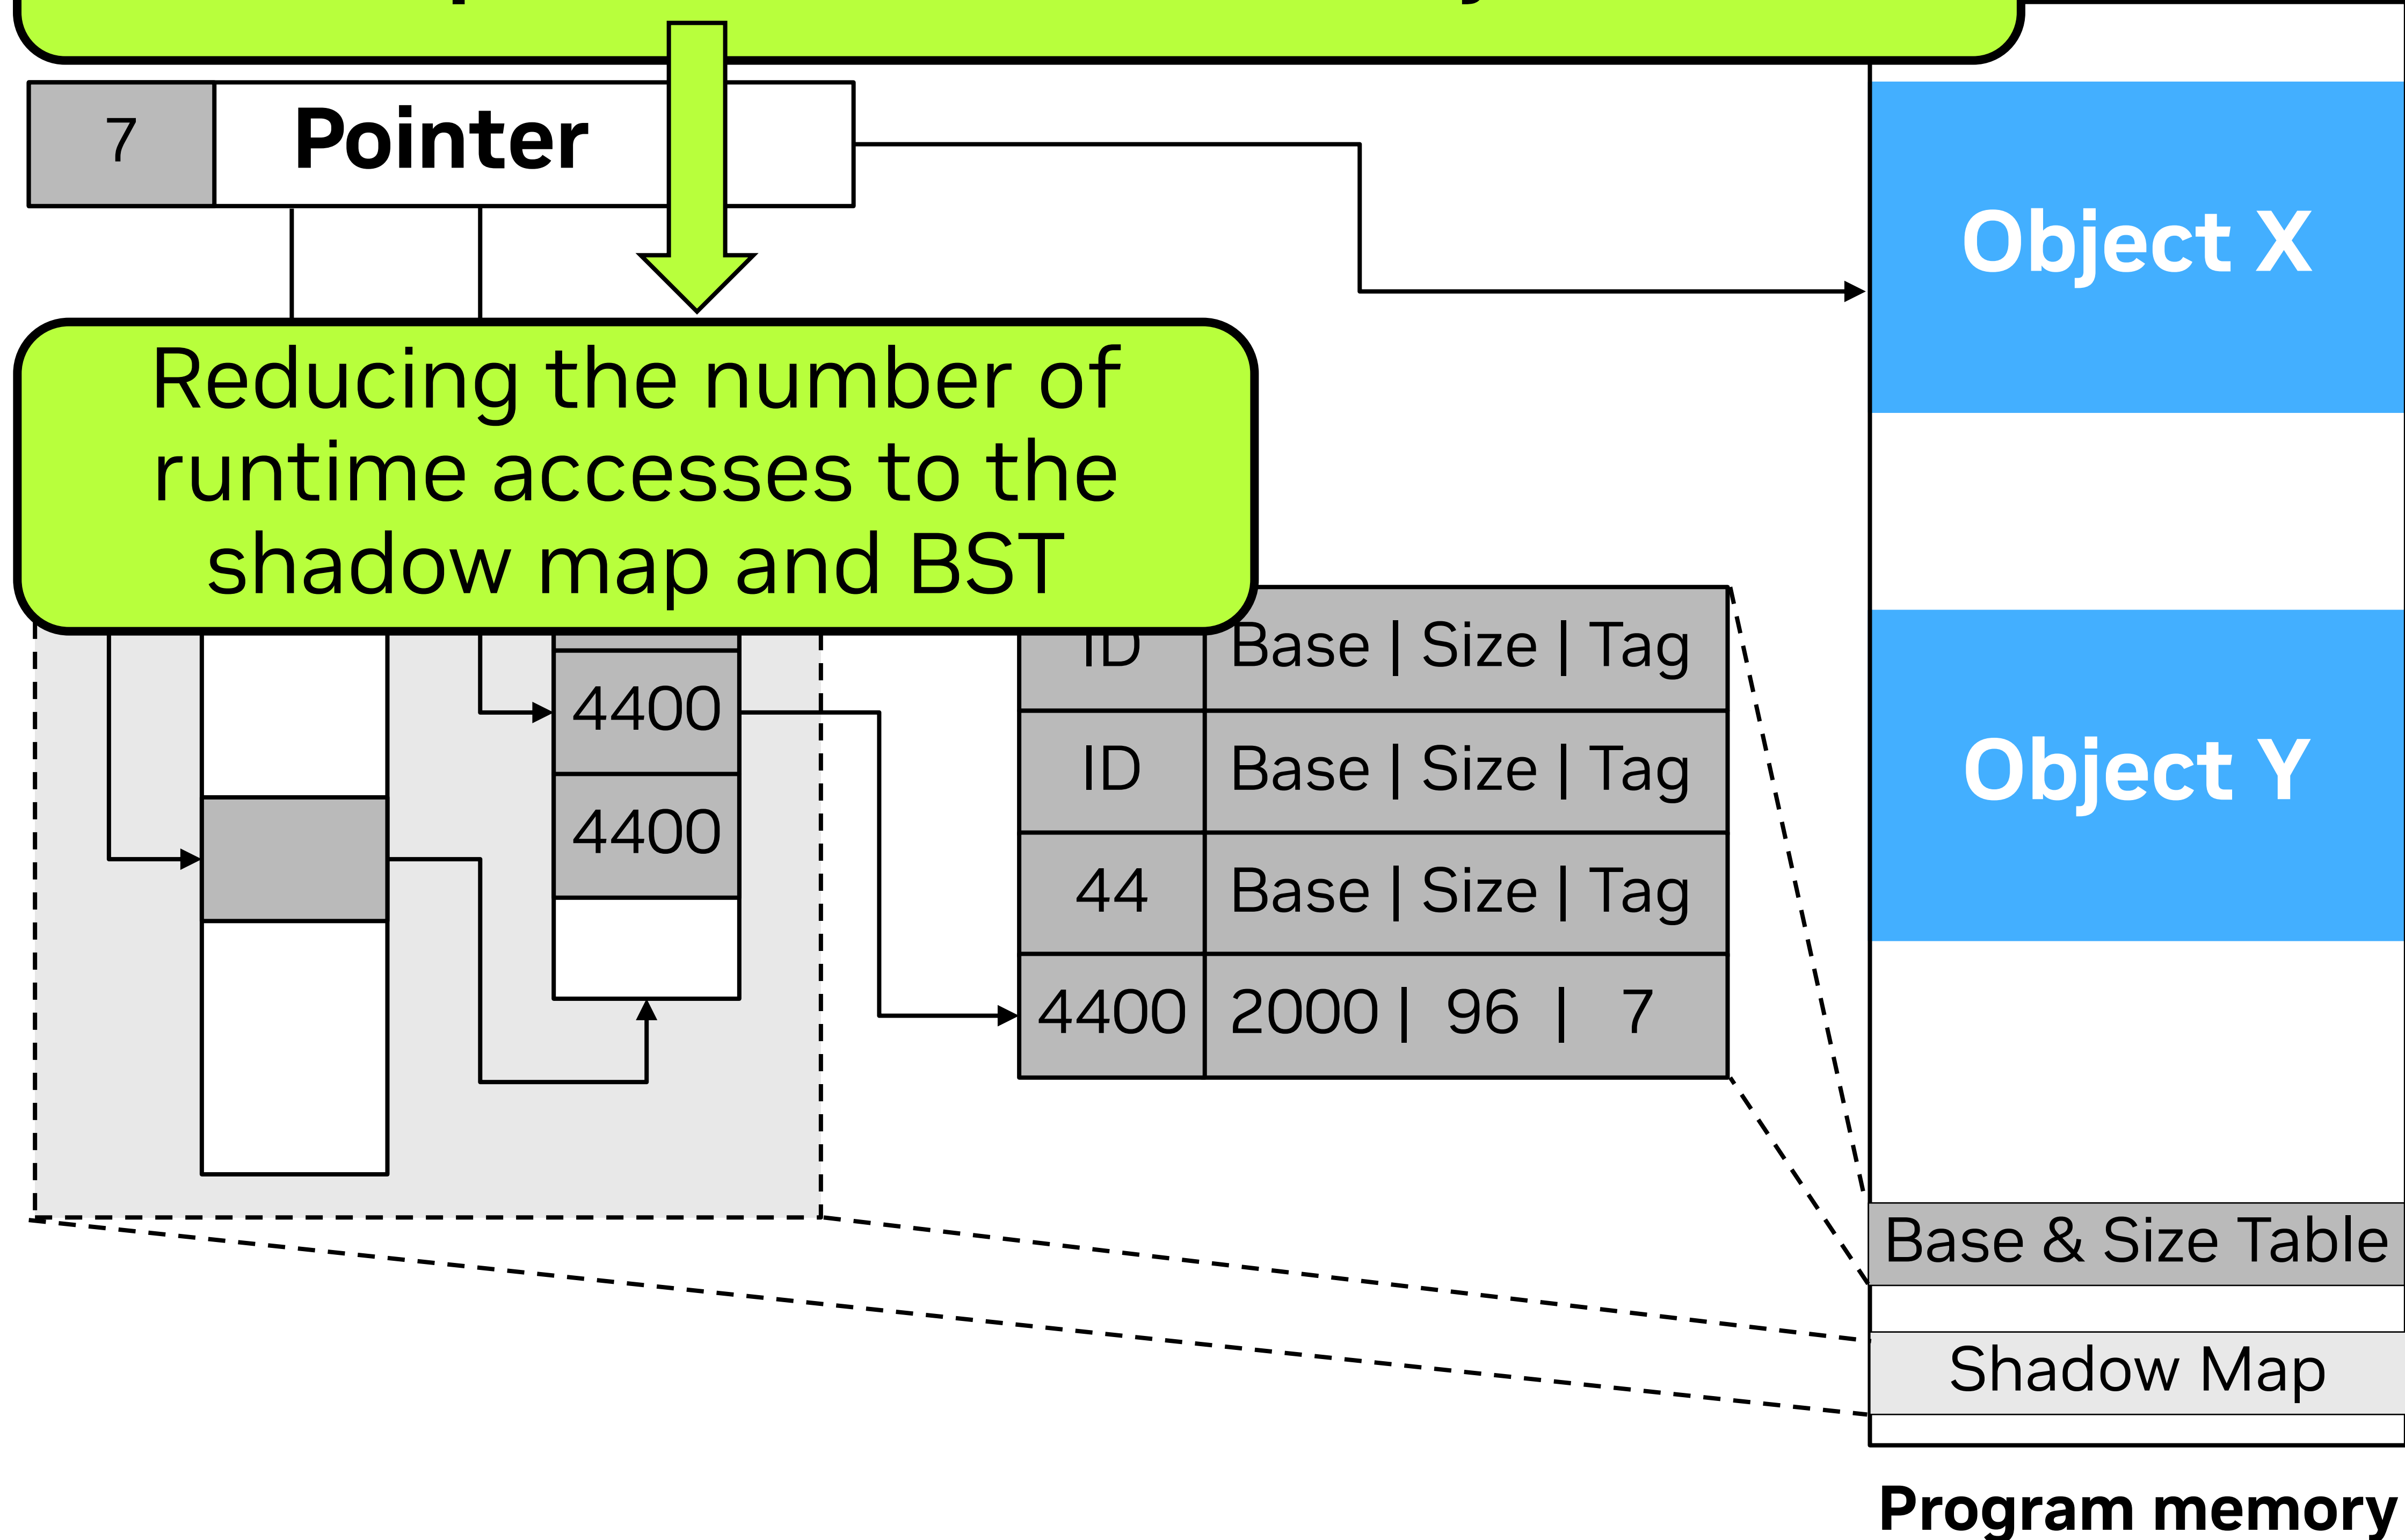 7
Pointer
Object X
Reducing the number of
runtime accesses to the
shadow map and BST
ID
Base | Size | Tag
4400
ID
Base | Size | Tag
Object Y
4400
44
Base | Size | Tag
4400
2000 | 96 | 7
Base & Size Table
Shadow Map
Program memory